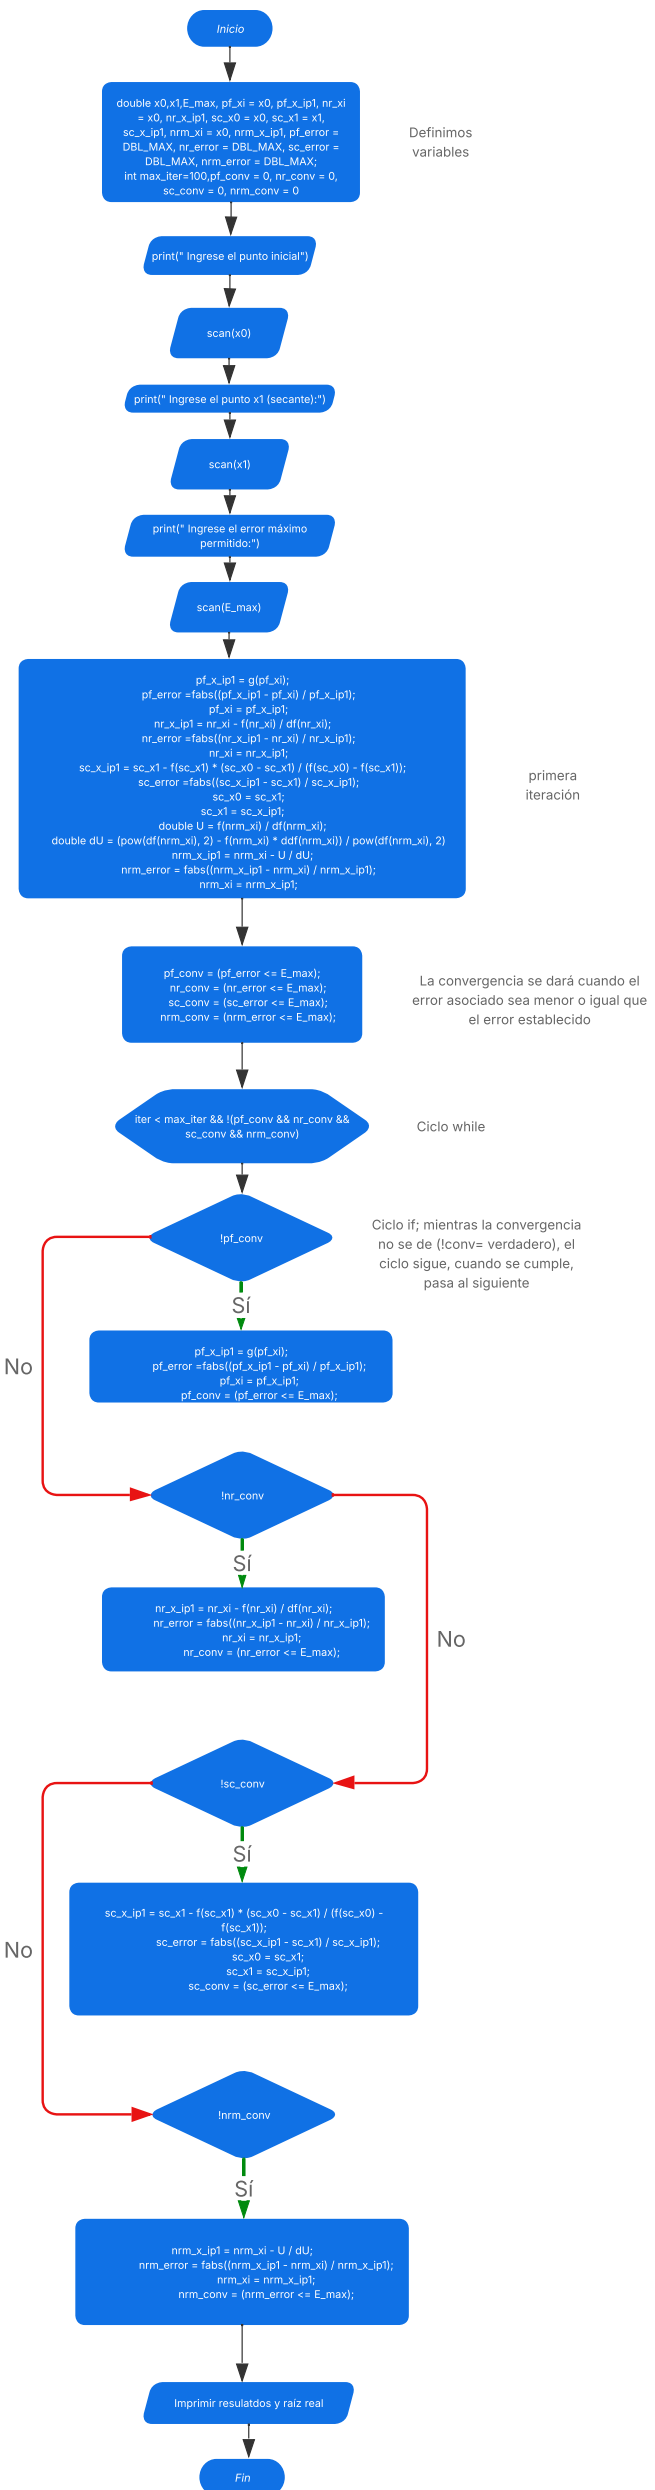 Inicio
double x0,x1,E_max, pf_xi = x0, pf_x_ip1, nr_xi
= x0, nr_x_ip1, sc_x0 = x0, sc_x1 = x1,
sc_x_ip1, nrm_xi = x0, nrm_x_ip1, pf_error =
DBL_MAX, nr_error = DBL_MAX, sc_error =
DBL_MAX, nrm_error = DBL_MAX;
int max_iter=100,pf_conv = 0, nr_conv = 0,
sc_conv = 0, nrm_conv = 0
Definimos
variables
print(" Ingrese el punto inicial")
scan(x0)
print(" Ingrese el punto x1 (secante):")
scan(x1)
print(" Ingrese el error máximo
permitido:")
scan(E_max)
pf_x_ip1 = g(pf_xi);
pf_error =fabs((pf_x_ip1 - pf_xi) / pf_x_ip1);
pf_xi = pf_x_ip1;
nr_x_ip1 = nr_xi - f(nr_xi) / df(nr_xi);
nr_error =fabs((nr_x_ip1 - nr_xi) / nr_x_ip1);
nr_xi = nr_x_ip1;
sc_x_ip1 = sc_x1 - f(sc_x1) * (sc_x0 - sc_x1) / (f(sc_x0) - f(sc_x1));
sc_error =fabs((sc_x_ip1 - sc_x1) / sc_x_ip1);
sc_x0 = sc_x1;
sc_x1 = sc_x_ip1;
double U = f(nrm_xi) / df(nrm_xi);
double dU = (pow(df(nrm_xi), 2) - f(nrm_xi) * ddf(nrm_xi)) / pow(df(nrm_xi), 2)
nrm_x_ip1 = nrm_xi - U / dU;
nrm_error = fabs((nrm_x_ip1 - nrm_xi) / nrm_x_ip1);
nrm_xi = nrm_x_ip1;
primera
iteración
pf_conv = (pf_error <= E_max);
nr_conv = (nr_error <= E_max);
sc_conv = (sc_error <= E_max);
nrm_conv = (nrm_error <= E_max);
La convergencia se dará cuando el
error asociado sea menor o igual que
el error establecido
iter < max_iter && !(pf_conv && nr_conv &&
sc_conv && nrm_conv)
Ciclo while
!pf_conv
Ciclo if; mientras la convergencia
no se de (!conv= verdadero), el
ciclo sigue, cuando se cumple,
pasa al siguiente
Sí
No
pf_x_ip1 = g(pf_xi);
pf_error =fabs((pf_x_ip1 - pf_xi) / pf_x_ip1);
pf_xi = pf_x_ip1;
pf_conv = (pf_error <= E_max);
!nr_conv
Sí
No
nr_x_ip1 = nr_xi - f(nr_xi) / df(nr_xi);
nr_error = fabs((nr_x_ip1 - nr_xi) / nr_x_ip1);
nr_xi = nr_x_ip1;
nr_conv = (nr_error <= E_max);
!sc_conv
Sí
No
sc_x_ip1 = sc_x1 - f(sc_x1) * (sc_x0 - sc_x1) / (f(sc_x0) -
f(sc_x1));
sc_error = fabs((sc_x_ip1 - sc_x1) / sc_x_ip1);
sc_x0 = sc_x1;
sc_x1 = sc_x_ip1;
sc_conv = (sc_error <= E_max);
!nrm_conv
Sí
nrm_x_ip1 = nrm_xi - U / dU;
nrm_error = fabs((nrm_x_ip1 - nrm_xi) / nrm_x_ip1);
nrm_xi = nrm_x_ip1;
nrm_conv = (nrm_error <= E_max);
Imprimir resulatdos y raíz real
Fin